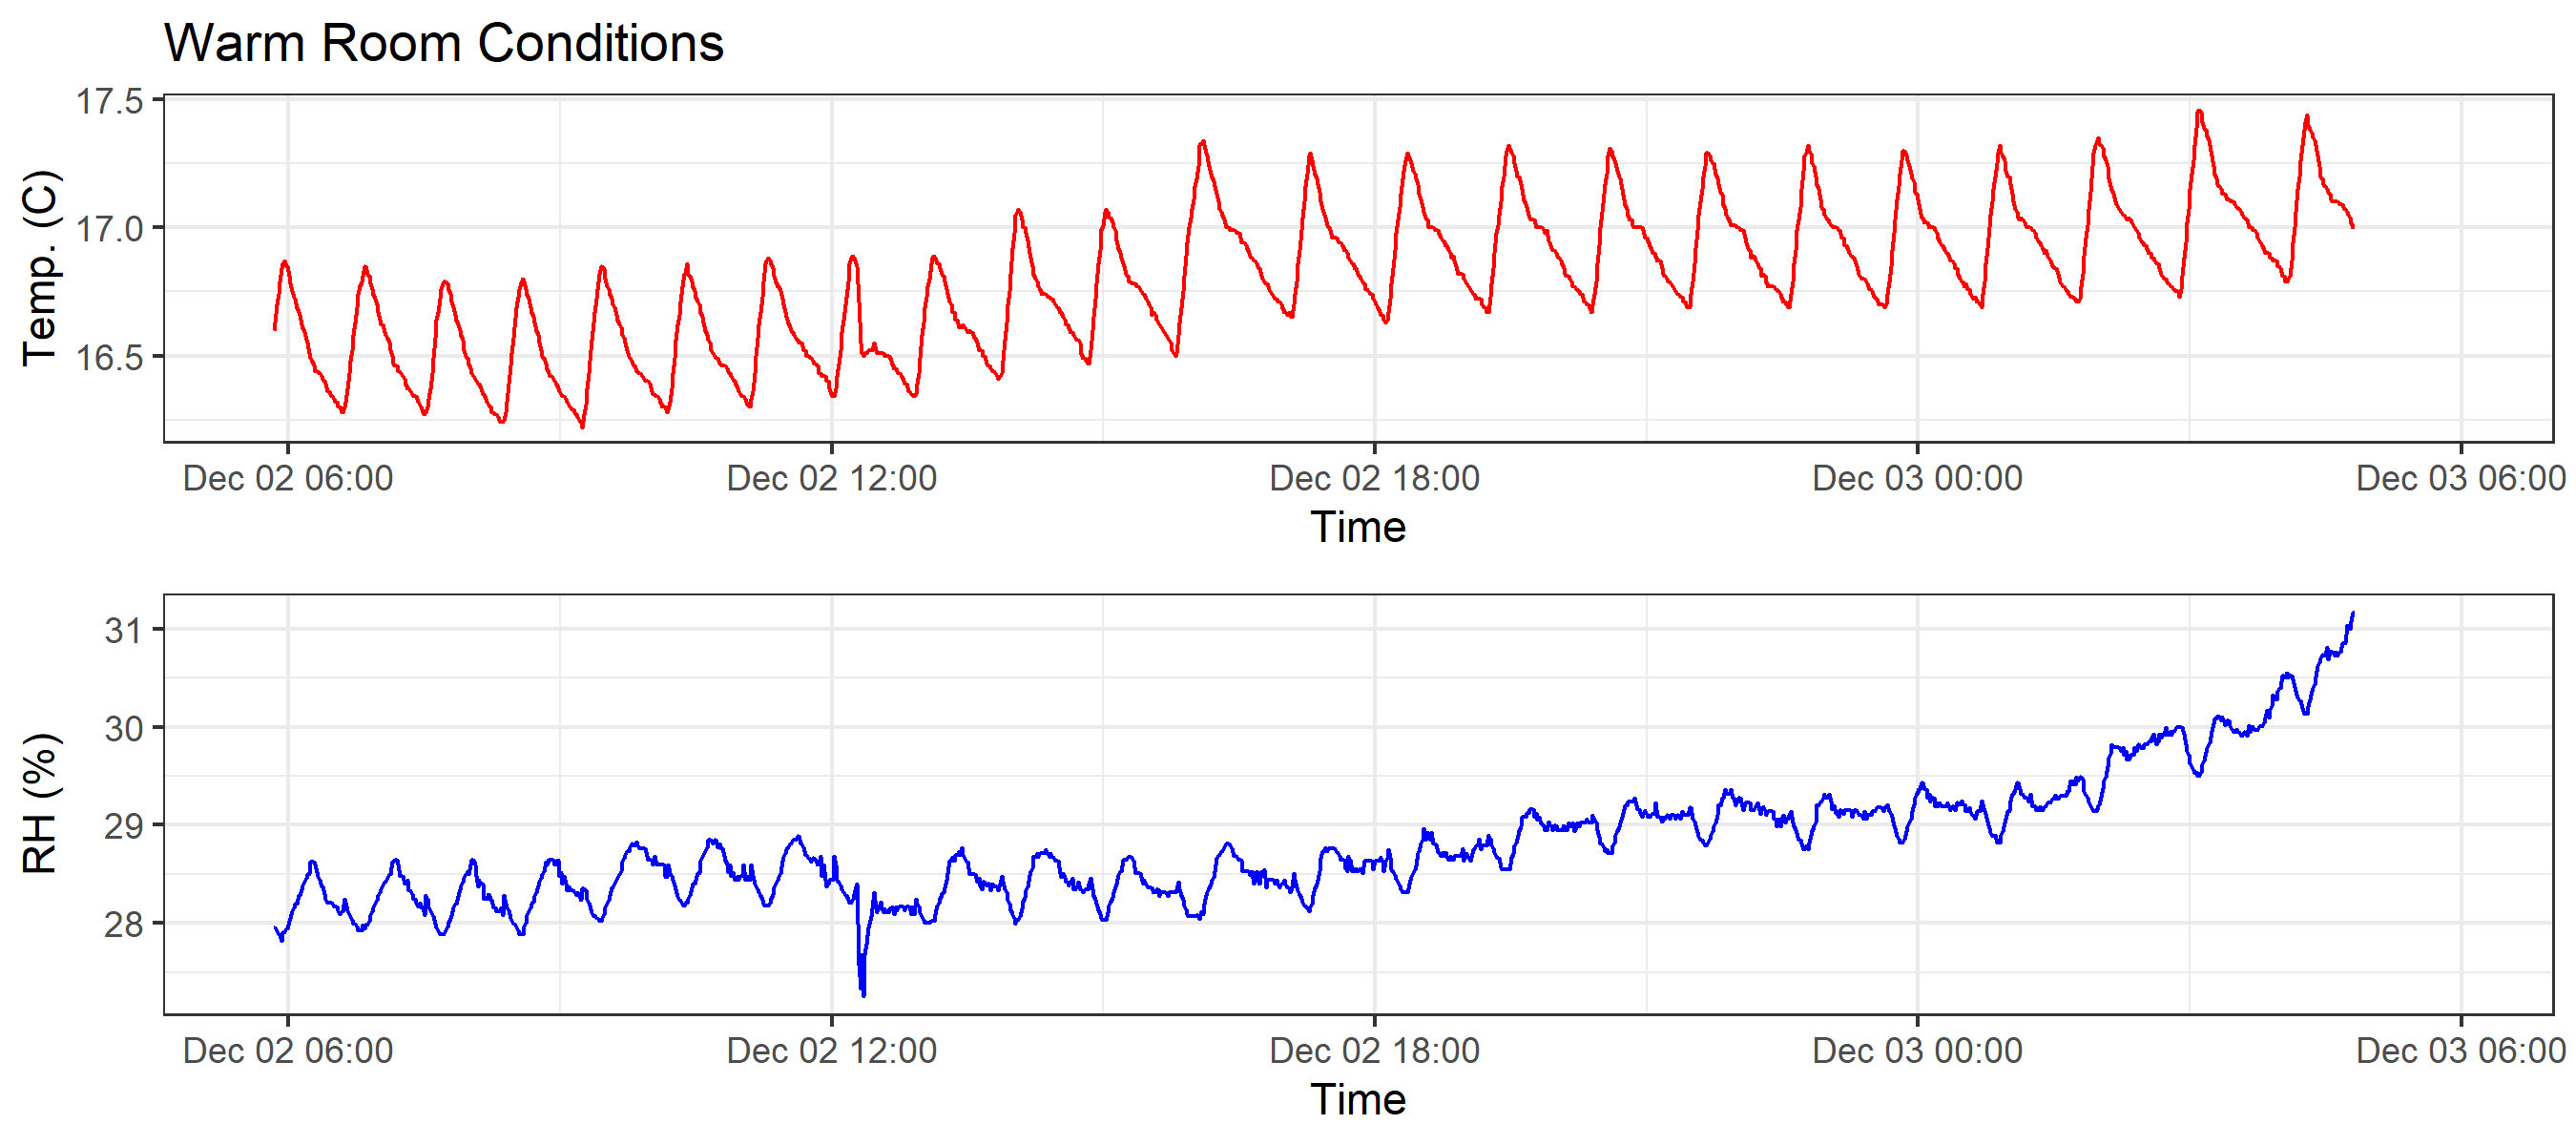 Warm Room Conditions
17.5
17.0
16.5
Temp. (C)
Dec 02 06:00 Dec 02 12:00 Dec 02 18:00 Dec 03 00:00 Dec 03 06:00
Time
31
30
29
28
RH (%)
Dec 02 06:00 Dec 02 12:00 Dec 02 18:00 Dec 03 00:00 Dec 03 06:00
Time